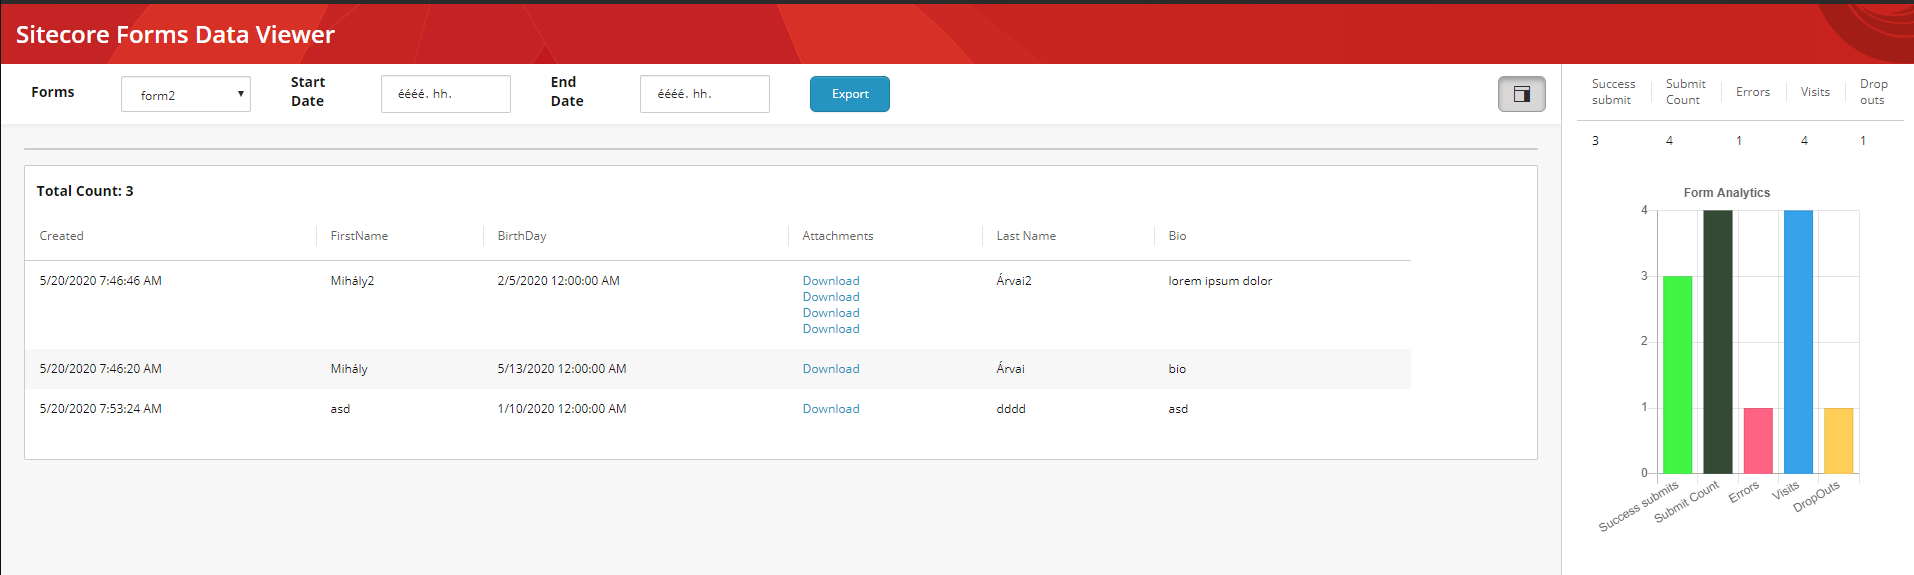 Sitecore Forms Data Viewer
Forms
form2
Start
Date
éééé. hh.
End
Date
éééé. hh.
Export
Success
submit
Submit
Count
Errors
Visits
Drop
outs
3 4 1 4 1
Total Count: 3
Created FirstName BirthDay Attachments Last Name Bio
5/20/2020 7:46:46 AM Mihály2 2/5/2020 12:00:00 AM Download Árvai2 lorem ipsum dolor
Download
Download
Download
5/20/2020 7:46:20 AM Mihály 5/13/2020 12:00:00 AM Download Árvai bio
5/20/2020 7:53:24 AM asd 1/10/2020 12:00:00 AM Download dddd asd
Form Analytics
4
3
2
1
0
Success submits
Submit Count
Errors
Visits
DropOuts